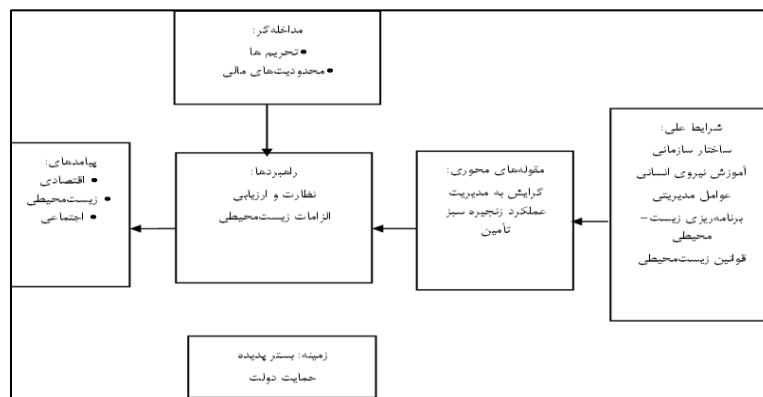 مداخله‌گر:
• تحریم ها
• محدودیت‌های مالی
شرایط علی:
ساختار سازمانی
آموزش نیروی انسانی
عوامل مدیریتی
برنامه‌ریزی زیست–
محیطی
قوانین زیست‌محیطی
مقوله‌های محوری:
گرایش به مدیریت
عملکرد زنجیره سبز
تأمین
راهبردها:
نظارت و ارزیابی
الزامات زیست‌محیطی
پیامدهای:
• اقتصادی
• زیست‌محیطی
• اجتماعی
زمینه: بستر پدیده
حمایت دولت